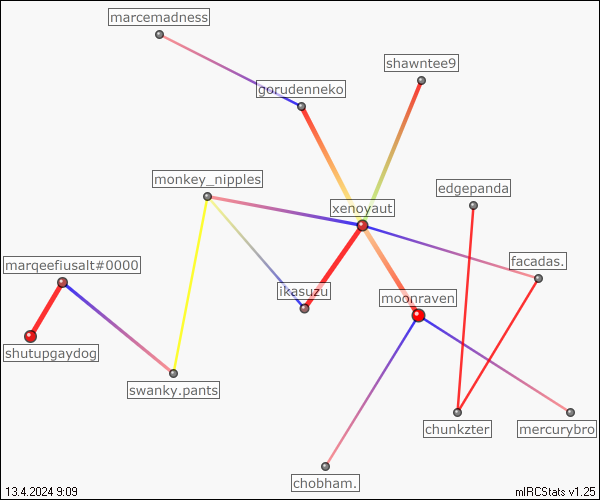 marcemadness
shawntee9
gorudenneko
monkey_nipples
edgepanda
xenoyaut
facadas.
marqeefiusalt#0000
ikasuzu
moonraven
shutupgaydog
swanky.pants
chunkzter
mercurybro
chobham.
13.4.2024 9:09
mIRCStats v1.25